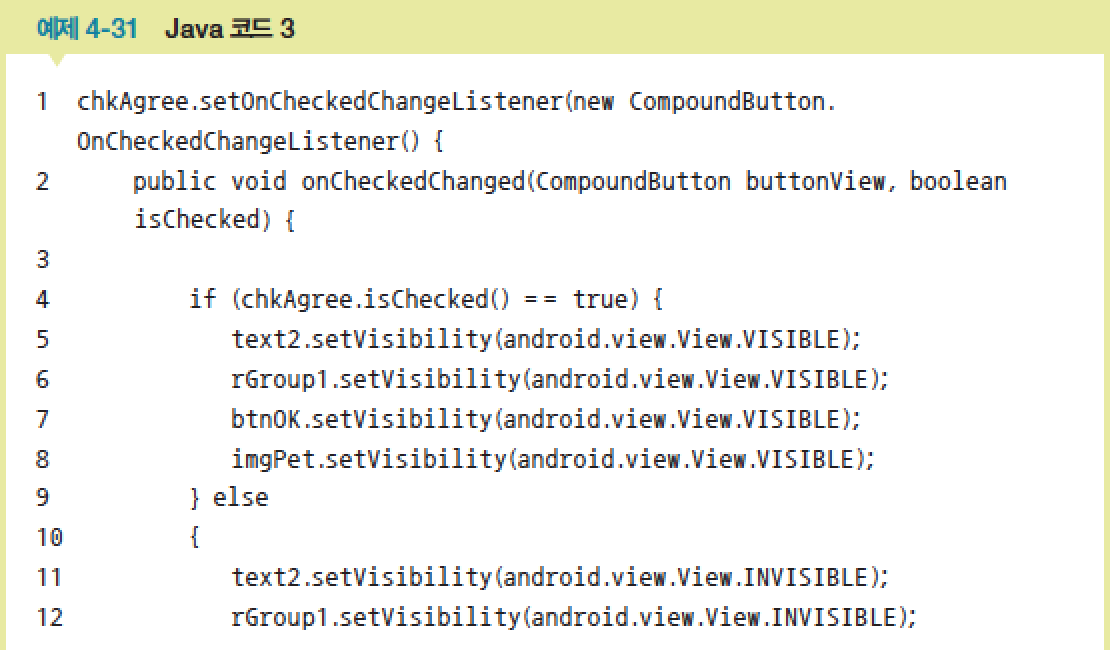 예제 4-31 Java 코드 3
1 chkAgree.setOnCheckedChangeListener(new CompoundButton.
OnCheckedChangeListener() {
2 public void onCheckedChanged(CompoundButton buttonView, boolean
isChecked) {
3
4 if (chkAgree.isChecked() == true) {
5 text2.setVisibility(android.view.View.VISIBLE);
6 rGroup1.setVisibility(android.view.View.VISIBLE);
7 btnOK.setVisibility(android.view.View.VISIBLE);
8 imgPet.setVisibility(android.view.View.VISIBLE);
9 } else
10 {
11 text2.setVisibility(android.view.View.INVISIBLE);
12 rGroup1.setVisibility(android.view.View.INVISIBLE);